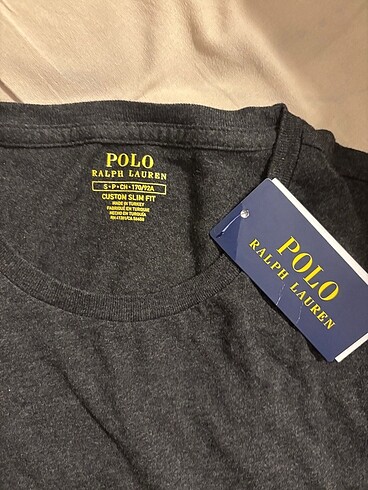 POLO
RALPH LAUREN
S•P•CH•170/92A
CUSTOM SLIM FIT
MADE IN TURKEY
FABRIQUÉ EN TURQUIE
HECHO EN TURQUÍA
POLO
RALPH LAUREN